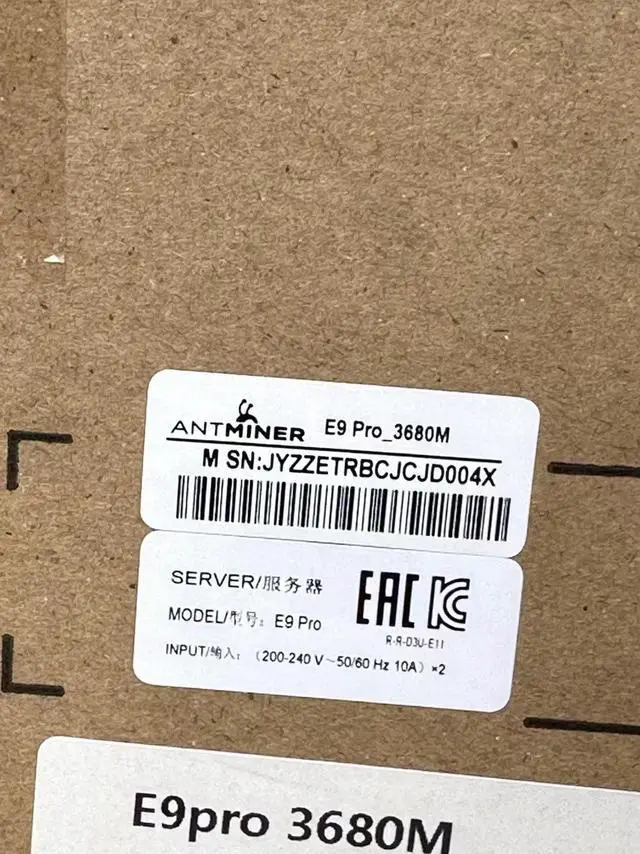 ANTMINER E9 Pro_3680M
M SN:JYZZETRBCJCJD004X
SERVER/服务器
EAC
KC
MODEL/型号: E9 Pro
R-R-D3U-E11
INPUT/输入: (200-240 V~50/60 Hz 10A) ×2
E9pro 3680M